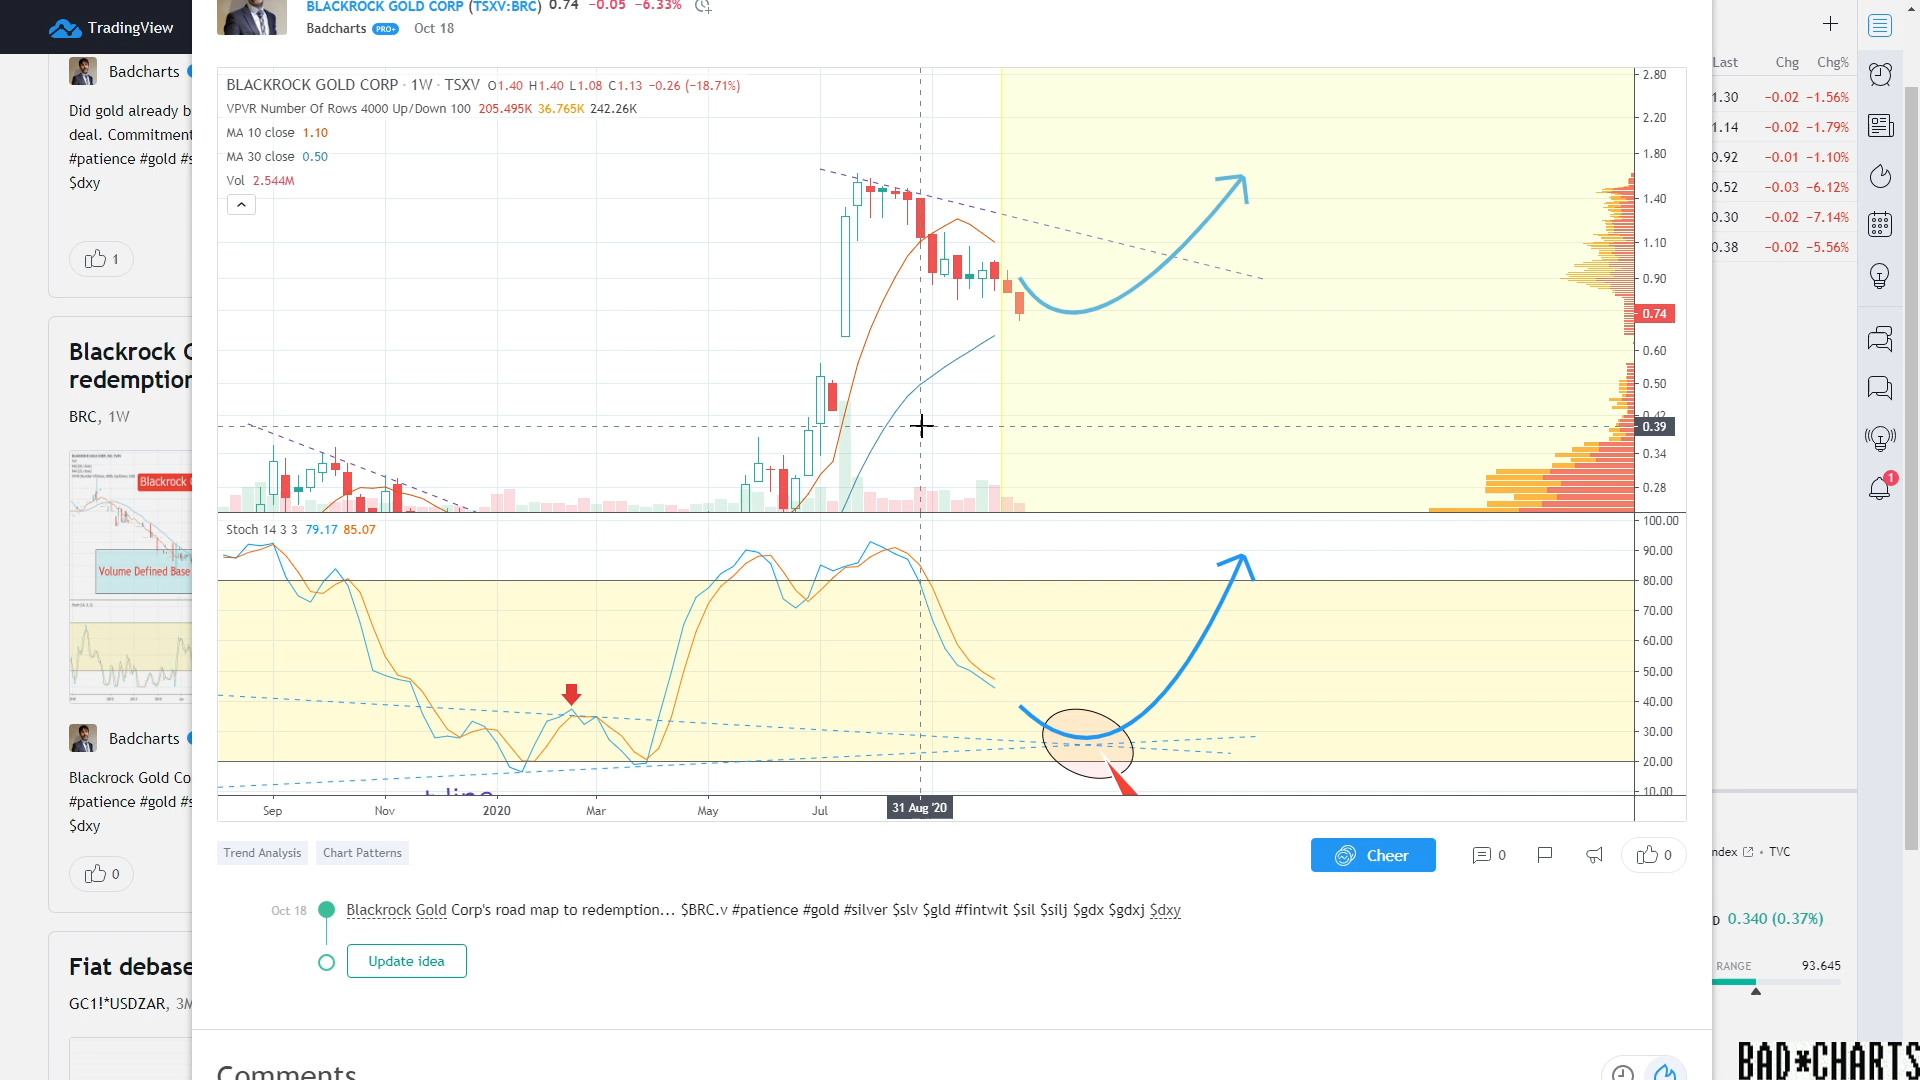 TradingView
BLACKROCK GOLD CORP (TSXV:BRC) 0.74 −0.05 −6.33%
Badcharts PRO+ Oct 18
Badcharts
Did gold already b
deal. Commitment
#patience #gold #s
$dxy
1
Blackrock G
redemption
BRC, 1W
Blackrock
Volume Defined Base
Badcharts
Blackrock Gold Co
#patience #gold #s
$dxy
0
Fiat debase
GC1!*USDZAR, 3M
BLACKROCK GOLD CORP · 1W · TSXV O1.40 H1.40 L1.08 C1.13 −0.26 (−18.71%)
VPVR Number Of Rows 4000 Up/Down 100 205.495K 36.765K 242.26K
MA 10 close 1.10
MA 30 close 0.50
Vol 2.544M
2.80
2.20
1.80
1.40
1.10
0.90
0.74
0.60
0.50
0.42
0.39
0.34
0.28
Stoch 14 3 3 79.17 85.07
100.00
90.00
80.00
70.00
60.00
50.00
40.00
30.00
20.00
10.00
Sep Nov 2020 Mar May Jul 31 Aug '20
Trend Analysis Chart Patterns
Cheer 0 0
Oct 18 Blackrock Gold Corp's road map to redemption... $BRC.v #patience #gold #silver $slv $gld #fintwit $sil $silj $gdx $gdxj $dxy
Update idea
Comments
Last Chg Chg%
1.30 −0.02 −1.56%
1.14 −0.02 −1.79%
0.92 −0.01 −1.10%
0.52 −0.03 −6.12%
0.30 −0.02 −7.14%
0.38 −0.02 −5.56%
1
ndex • TVC
D 0.340 (0.37%)
RANGE 93.645
BAD*CHARTS